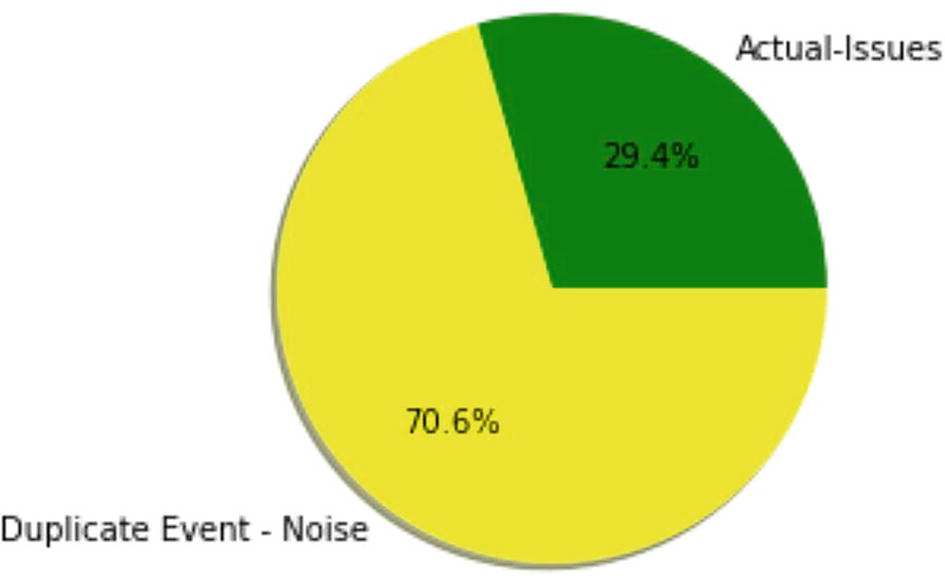 Actual-Issues
29.4%
70.6%
Duplicate Event - Noise